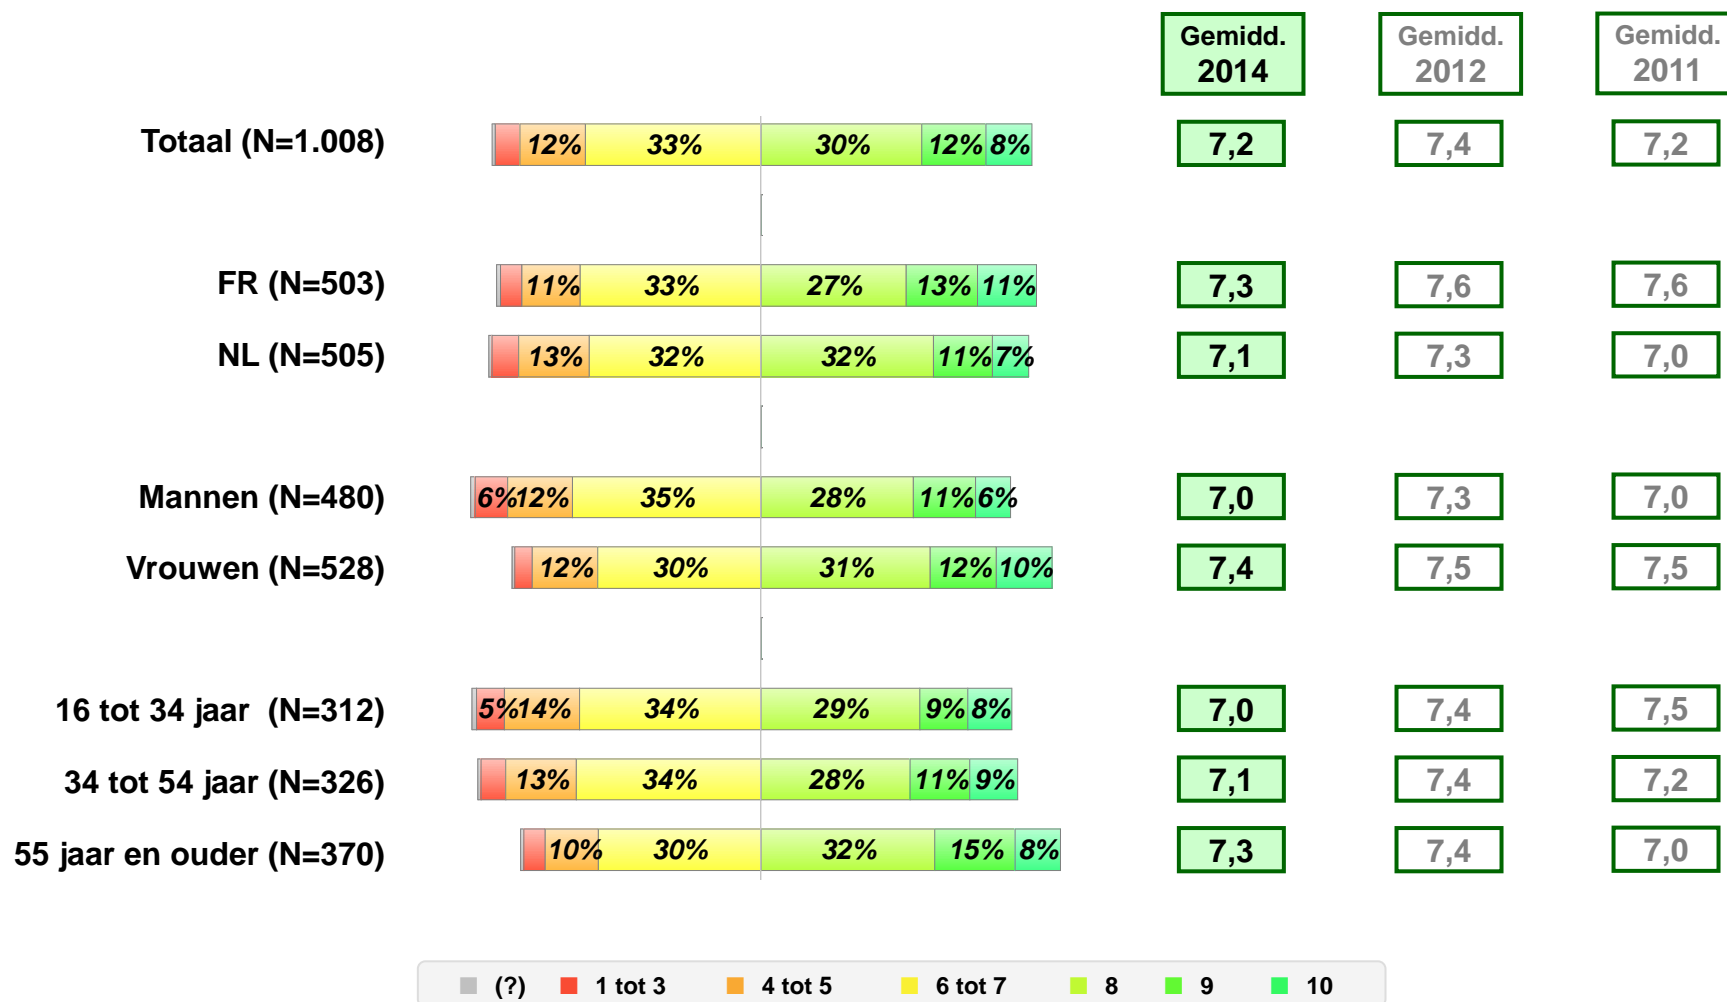 Gemidd. Gemidd. Gemidd.
2014 2012 2011
Totaal (N=1.008) 12% 33% 30% 12% 8% 7,2 7,4 7,2
FR (N=503) 11% 33% 27% 13% 11% 7,3 7,6 7,6
NL (N=505) 13% 32% 32% 11% 7% 7,1 7,3 7,0
Mannen (N=480) 6% 12% 35% 28% 11% 6% 7,0 7,3 7,0
Vrouwen (N=528) 12% 30% 31% 12% 10% 7,4 7,5 7,5
16 tot 34 jaar (N=312) 5% 14% 34% 29% 9% 8% 7,0 7,4 7,5
34 tot 54 jaar (N=326) 13% 34% 28% 11% 9% 7,1 7,4 7,2
55 jaar en ouder (N=370) 10% 30% 32% 15% 8% 7,3 7,4 7,0
(?) 1 tot 3 4 tot 5 6 tot 7 8 9 10